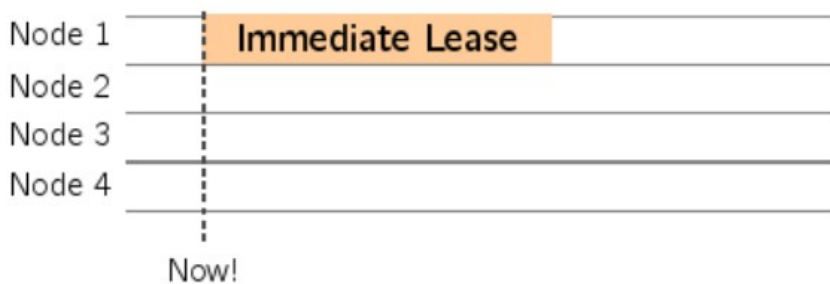 Node 1
Immediate Lease
Node 2
Node 3
Node 4
Now!